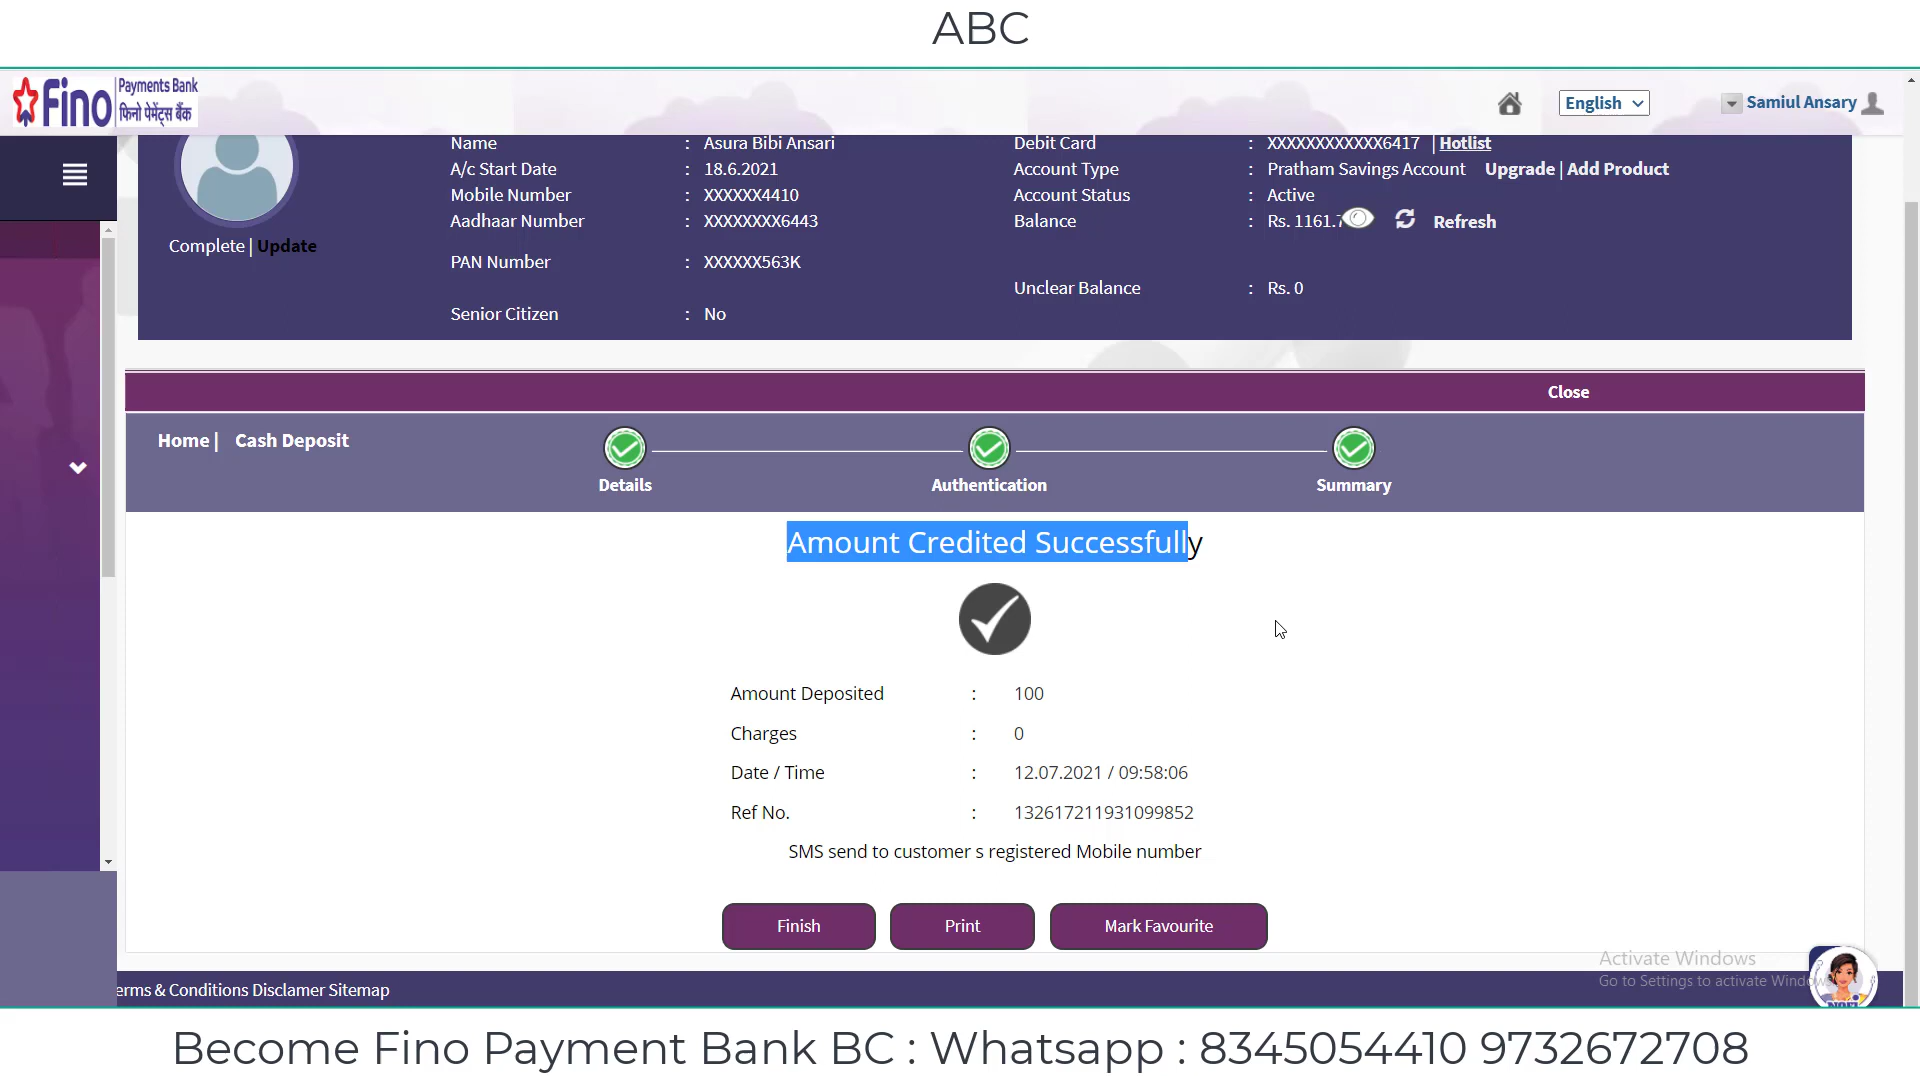 ABC
Fino Payments Bank
फिनो पेमेंट्स बैंक
English
Samiul Ansary
Name : Asura Bibi Ansari
Debit Card : XXXXXXXXXXXX6417 | Hotlist
A/c Start Date : 18.6.2021
Account Type : Pratham Savings Account Upgrade | Add Product
Mobile Number : XXXXXX4410
Account Status : Active
Aadhaar Number : XXXXXXXX6443
Balance : Rs. 1161.7 Refresh
Complete | Update
PAN Number : XXXXXX563K
Unclear Balance : Rs. 0
Senior Citizen : No
Close
Home | Cash Deposit
Details Authentication Summary
Amount Credited Successfully
Amount Deposited : 100
Charges : 0
Date / Time : 12.07.2021 / 09:58:06
Ref No. : 132617211931099852
SMS send to customer s registered Mobile number
Finish Print Mark Favourite
Activate Windows
Go to Settings to activate Windows
erms & Conditions Disclamer Sitemap
Become Fino Payment Bank BC : Whatsapp : 8345054410 9732672708